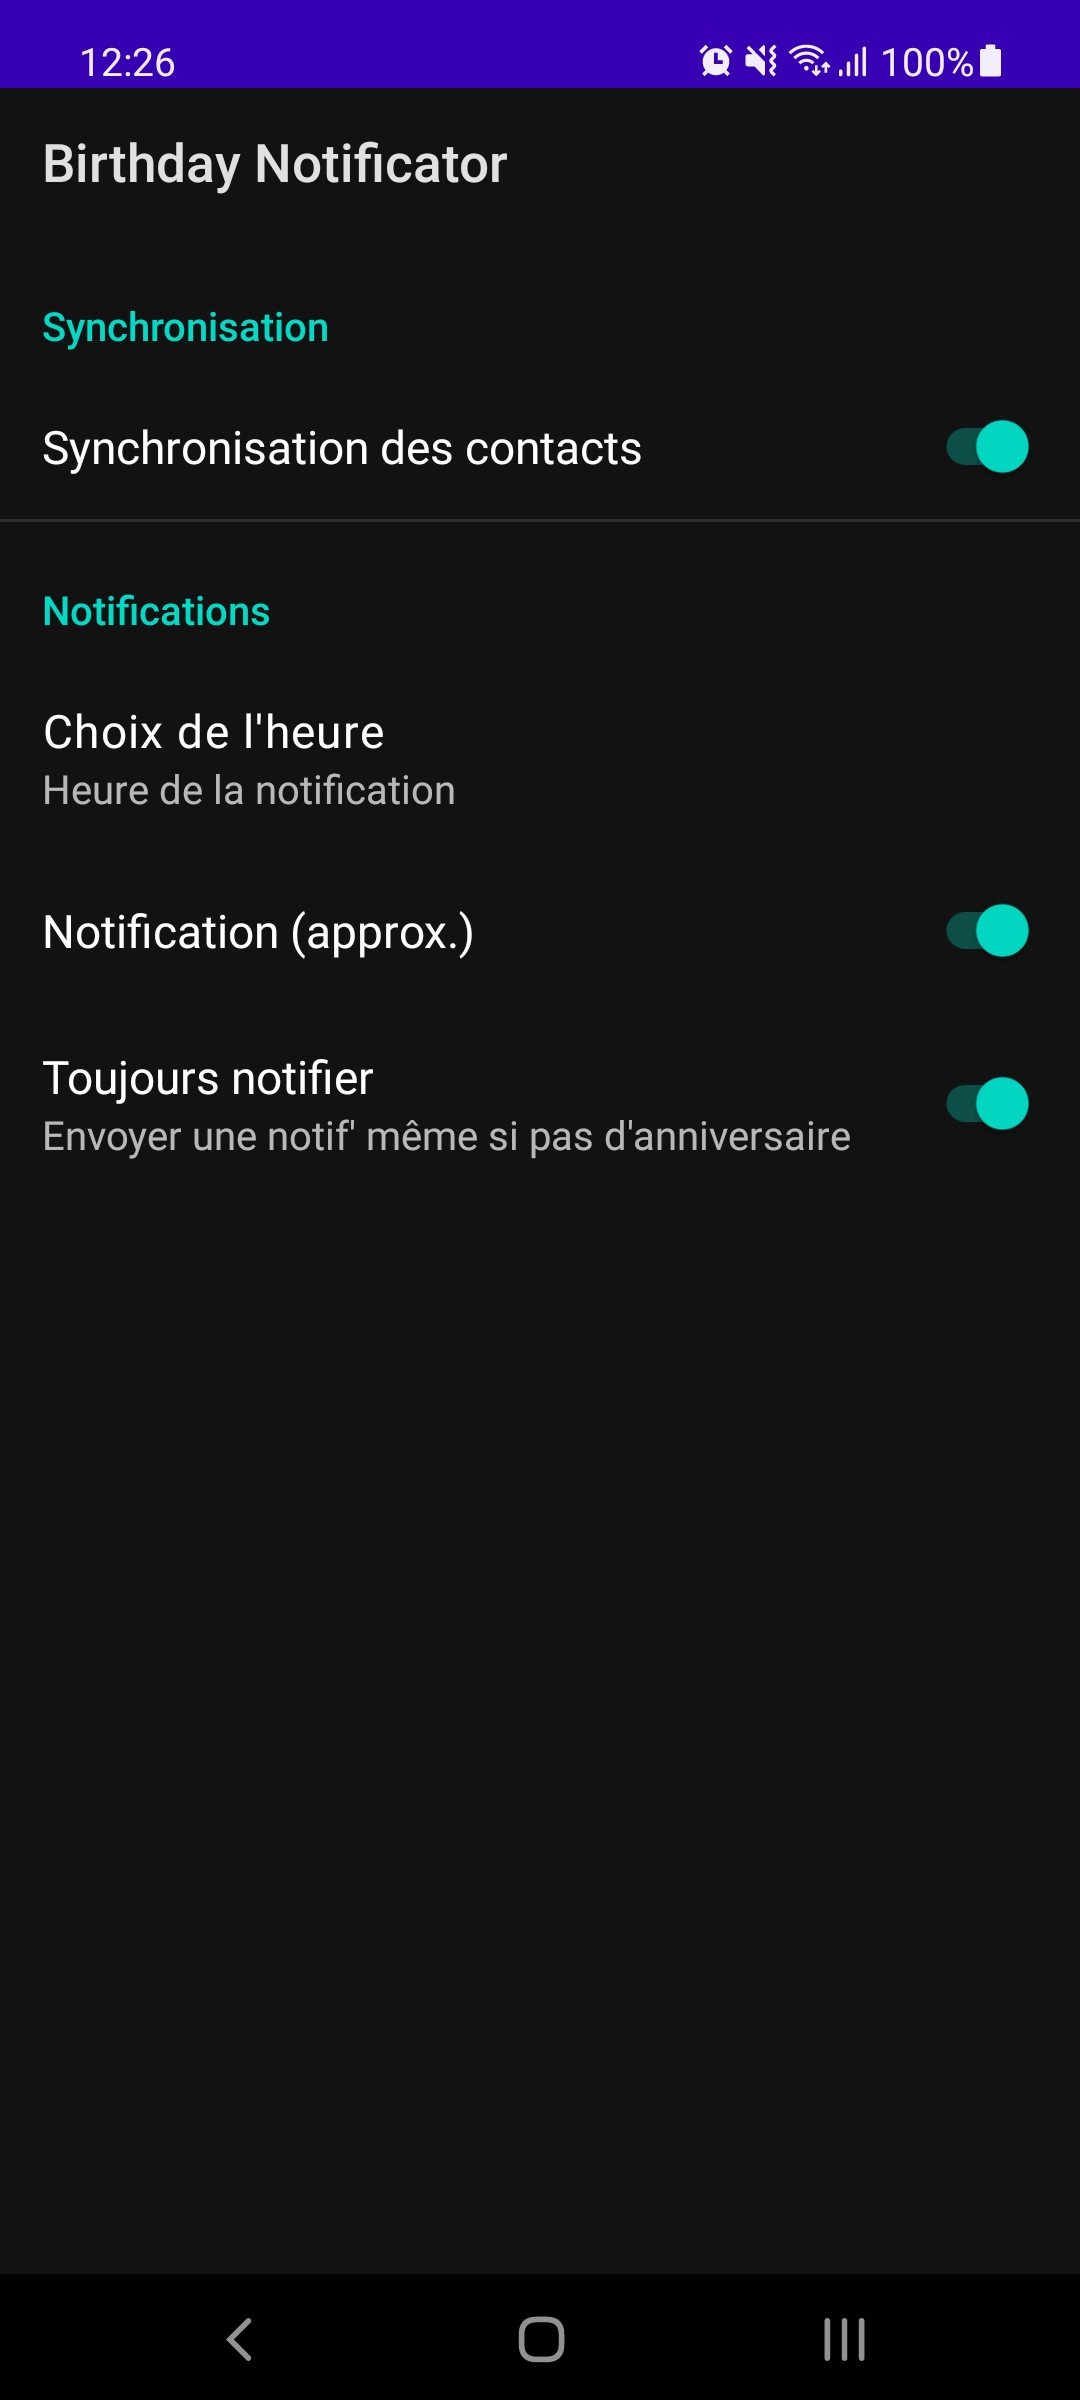 12:26 100%
Birthday Notificator
Synchronisation
Synchronisation des contacts
Notifications
Choix de l'heure
Heure de la notification
Notification (approx.)
Toujours notifier
Envoyer une notif' même si pas d'anniversaire